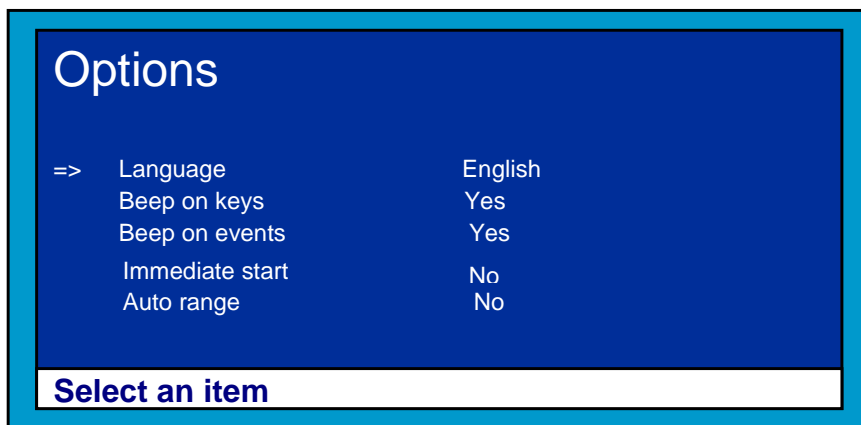 Options
=> Language English
Beep on keys Yes
Beep on events Yes
Immediate start No
Auto range No
Select an item